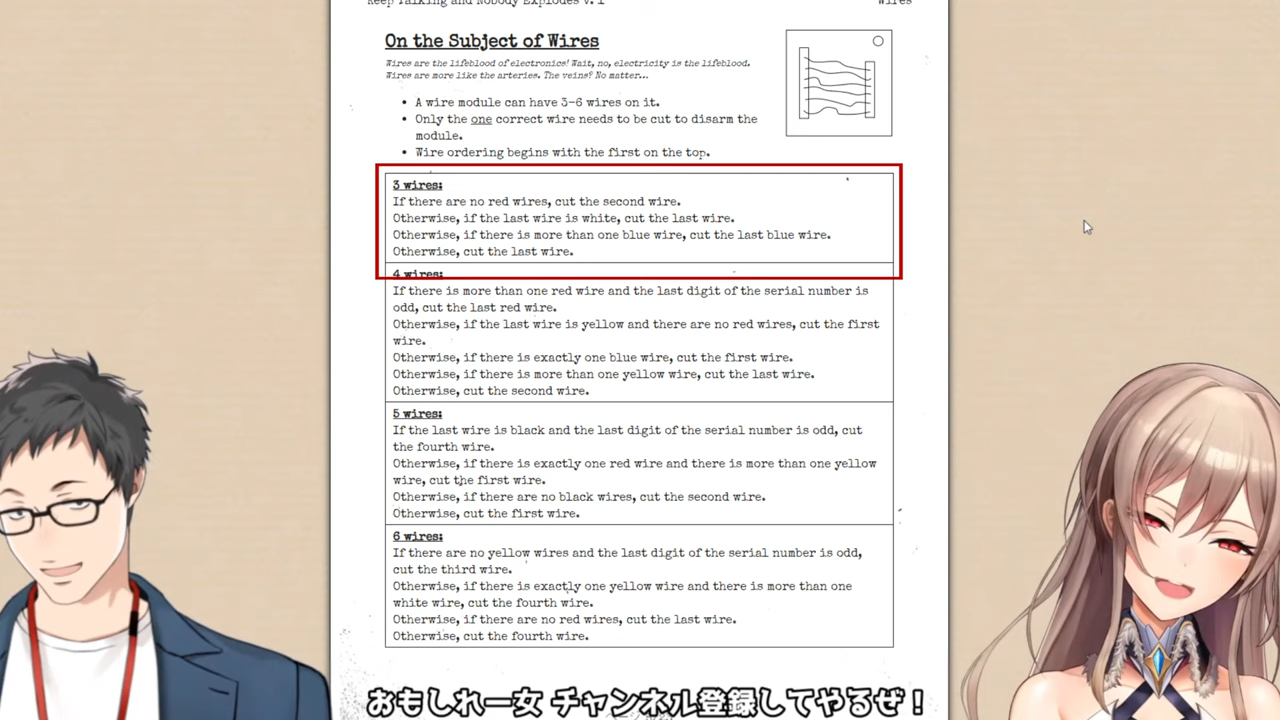 Keep Talking and Nobody Explodes v. 1
Wires
On the Subject of Wires
Wires are the lifeblood of electronics! Wait, no, electricity is the lifeblood.
Wires are more like the arteries. The veins? No matter…
• A wire module can have 3-6 wires on it.
• Only the one correct wire needs to be cut to disarm the
module.
• Wire ordering begins with the first on the top.
3 wires:
If there are no red wires, cut the second wire.
Otherwise, if the last wire is white, cut the last wire.
Otherwise, if there is more than one blue wire, cut the last blue wire.
Otherwise, cut the last wire.
4 wires:
If there is more than one red wire and the last digit of the serial number is
odd, cut the last red wire.
Otherwise, if the last wire is yellow and there are no red wires, cut the first
wire.
Otherwise, if there is exactly one blue wire, cut the first wire.
Otherwise, if there is more than one yellow wire, cut the last wire.
Otherwise, cut the second wire.
5 wires:
If the last wire is black and the last digit of the serial number is odd, cut
the fourth wire.
Otherwise, if there is exactly one red wire and there is more than one yellow
wire, cut the first wire.
Otherwise, if there are no black wires, cut the second wire.
Otherwise, cut the first wire.
6 wires:
If there are no yellow wires and the last digit of the serial number is odd,
cut the third wire.
Otherwise, if there is exactly one yellow wire and there is more than one
white wire, cut the fourth wire.
Otherwise, if there are no red wires, cut the last wire.
Otherwise, cut the fourth wire.
おもしれー女 チャンネル登録してやるぜ！